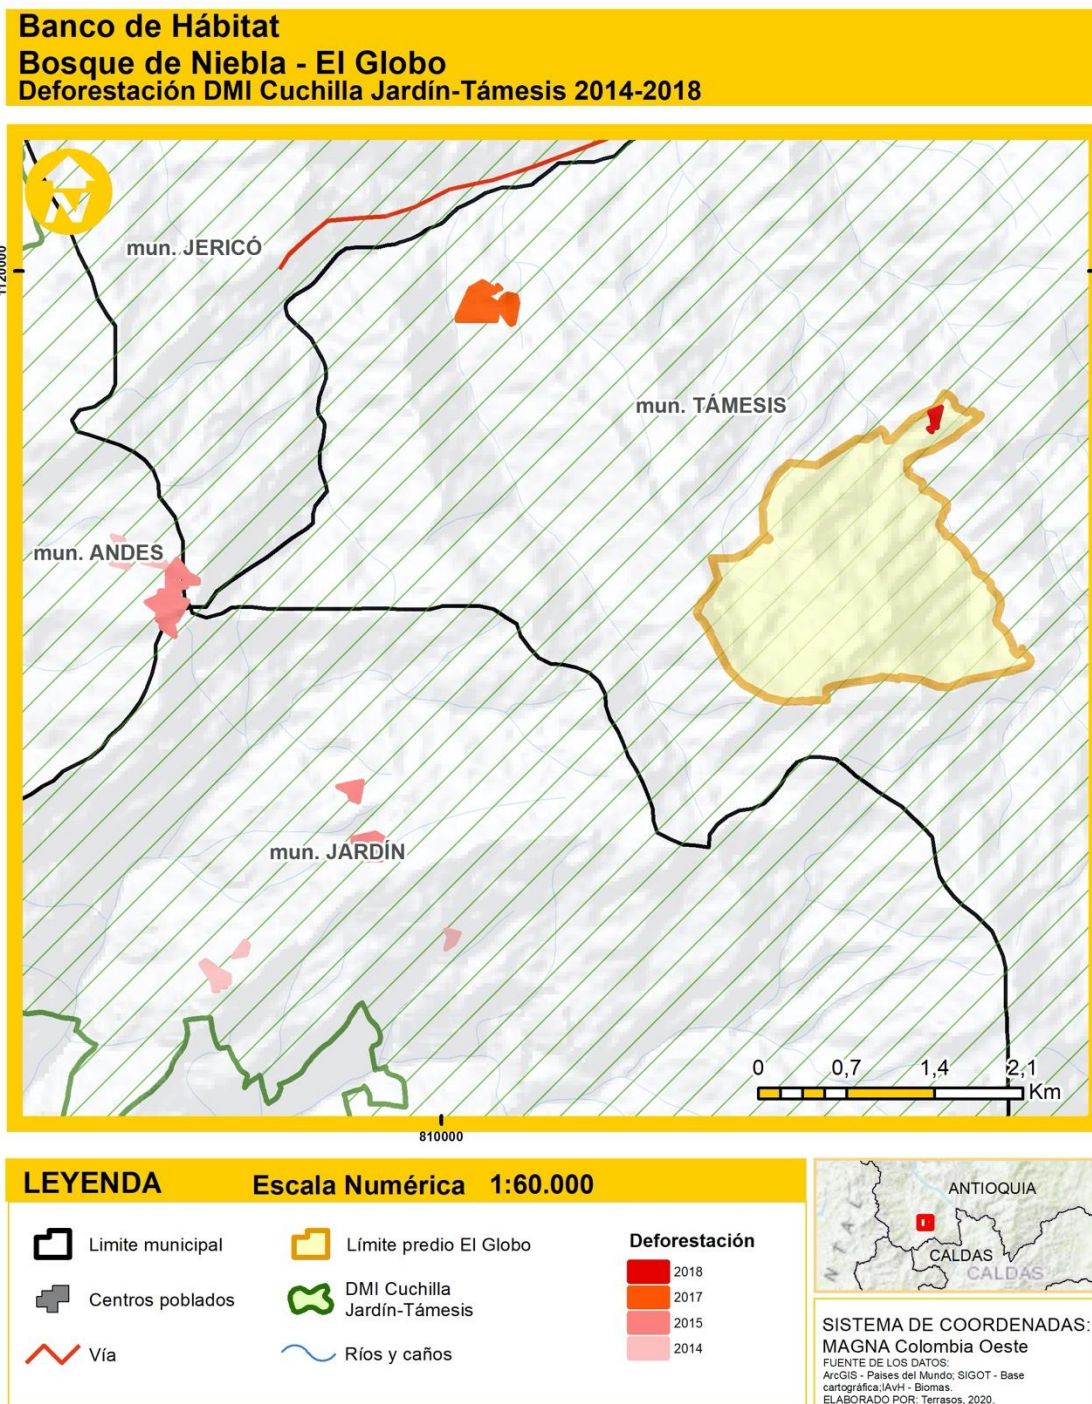 Banco de Hábitat
Bosque de Niebla - El Globo
Deforestación DMI Cuchilla Jardín-Támesis 2014-2018
N
mun. JERICÓ
1120000
mun. TÁMESIS
mun. ANDES
mun. JARDÍN
0 0,7 1,4 2,1
Km
810000
LEYENDA Escala Numérica 1:60.000
Limite municipal
Centros poblados
Vía
Límite predio El Globo
DMI Cuchilla
Jardín-Támesis
Ríos y caños
Deforestación
2018
2017
2015
2014
ANTIOQUIA
CALDAS
CALDAS
N T A L
SISTEMA DE COORDENADAS:
MAGNA Colombia Oeste
FUENTE DE LOS DATOS:
ArcGIS - Paises del Mundo; SIGOT - Base
cartográfica;IAvH - Biomas.
ELABORADO POR: Terrasos, 2020.